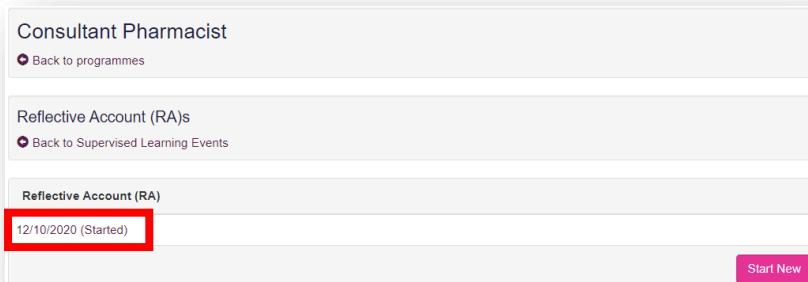 Consultant Pharmacist
Back to programmes
Reflective Account (RA)s
Back to Supervised Learning Events
Reflective Account (RA)
12/10/2020 (Started)
Start New